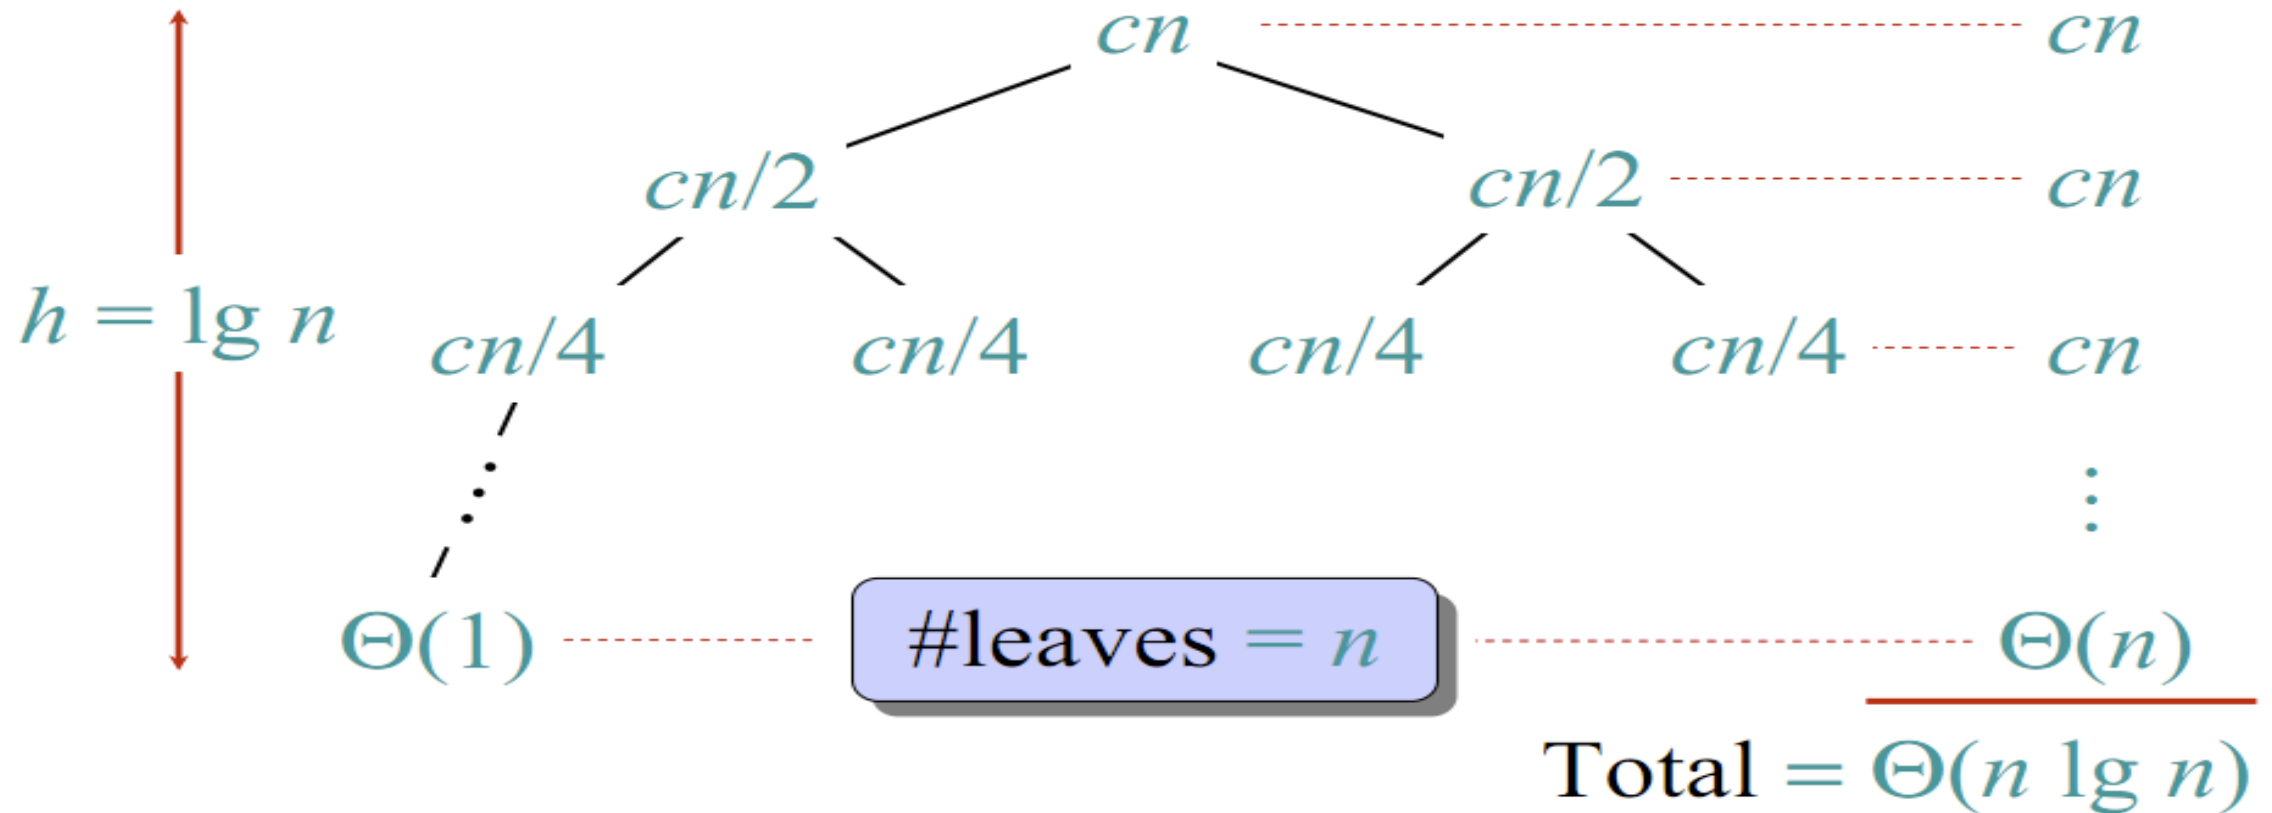 cn cn
cn/2 cn/2 cn
h = lg n
cn/4 cn/4 cn/4 cn/4 cn
Θ(1) #leaves = n Θ(n)
Total = Θ(n lg n)